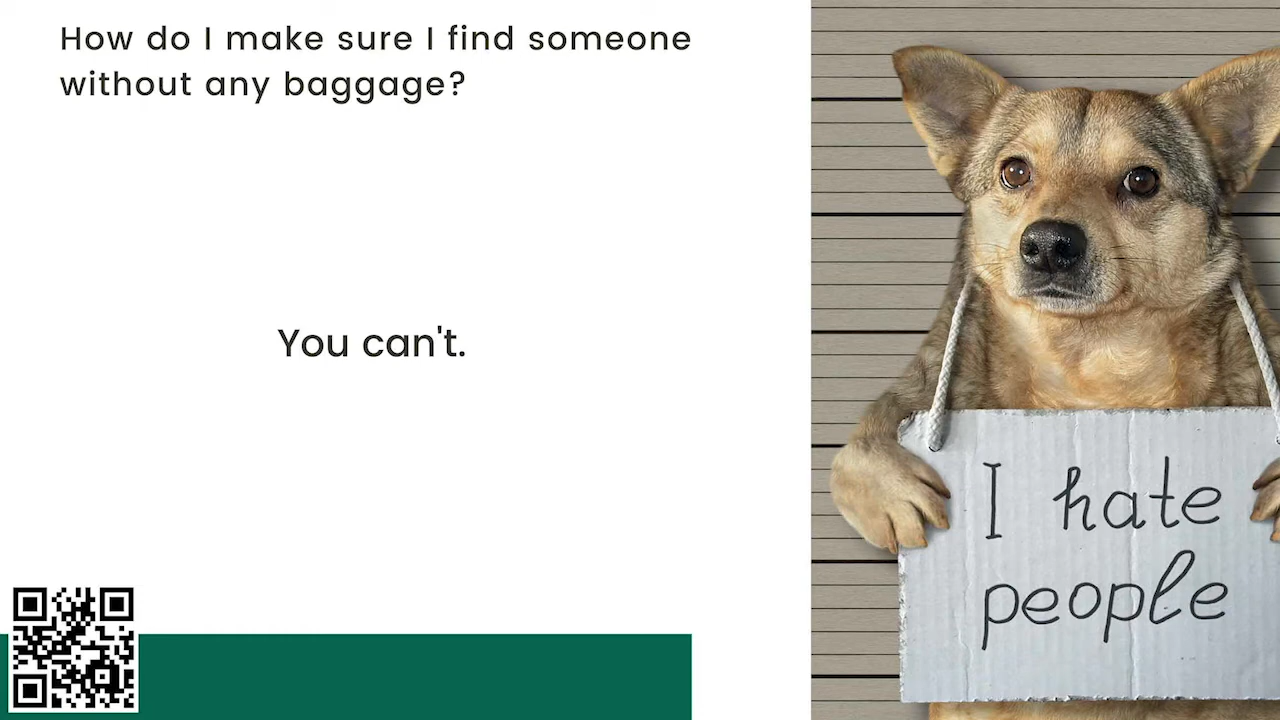 How do I make sure I find someone
without any baggage?
You can't.
I hate
people